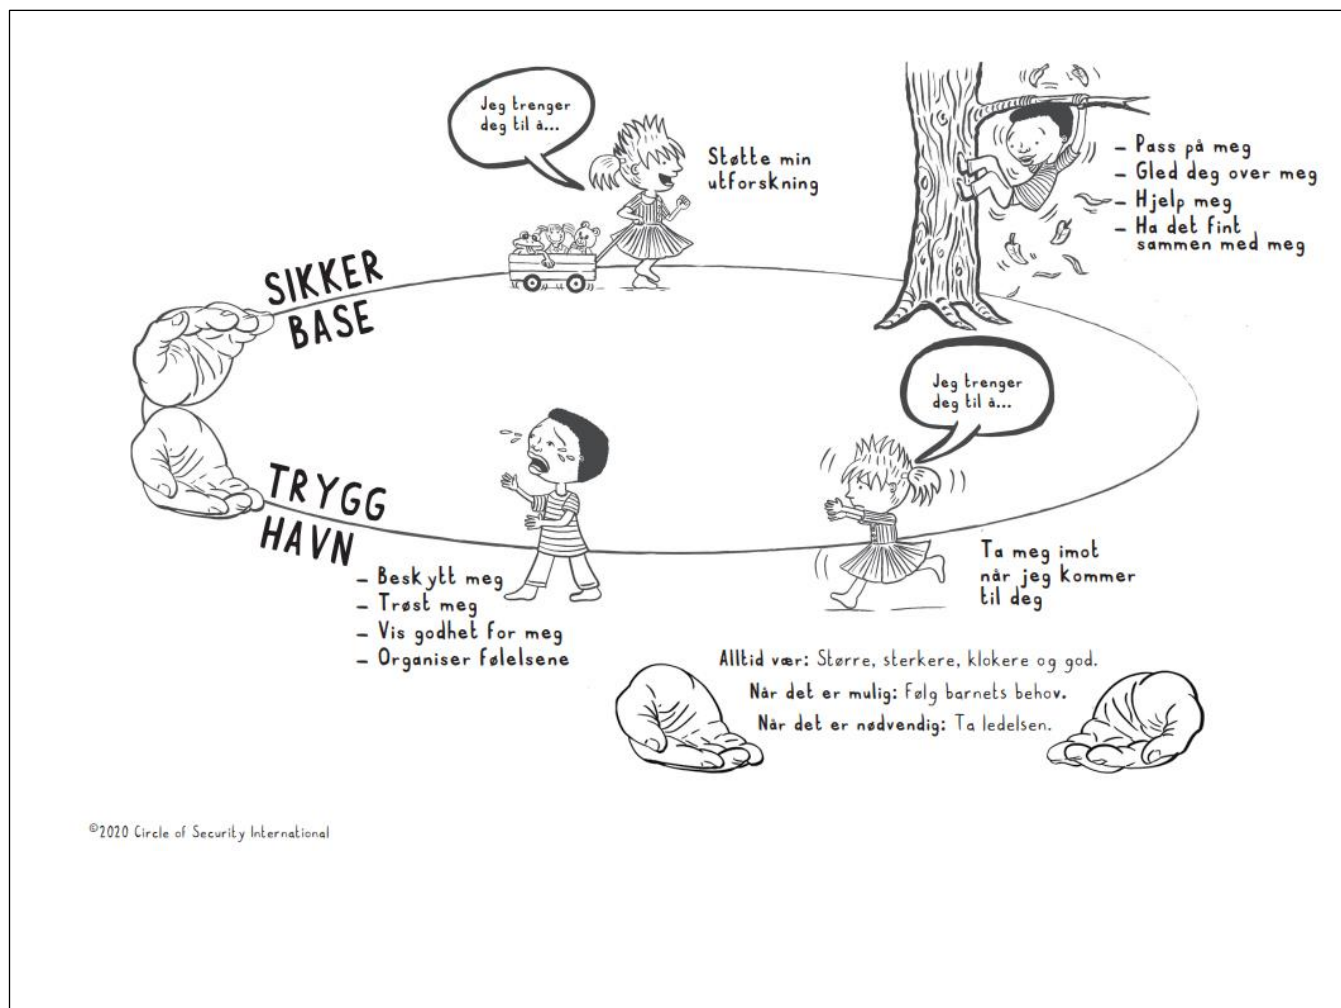 Jeg trenger
deg til å...
Støtte min
utforskning
– Pass på meg
– Gled deg over meg
– Hjelp meg
– Ha det fint
sammen med meg
SIKKER
BASE
Jeg trenger
deg til å...
TRYGG
HAVN
Ta meg imot
når jeg kommer
til deg
– Beskytt meg
– Trøst meg
– Vis godhet for meg
– Organiser følelsene
Alltid vær: Større, sterkere, klokere og god.
Når det er mulig: Følg barnets behov.
Når det er nødvendig: Ta ledelsen.
©2020 Circle of Security International